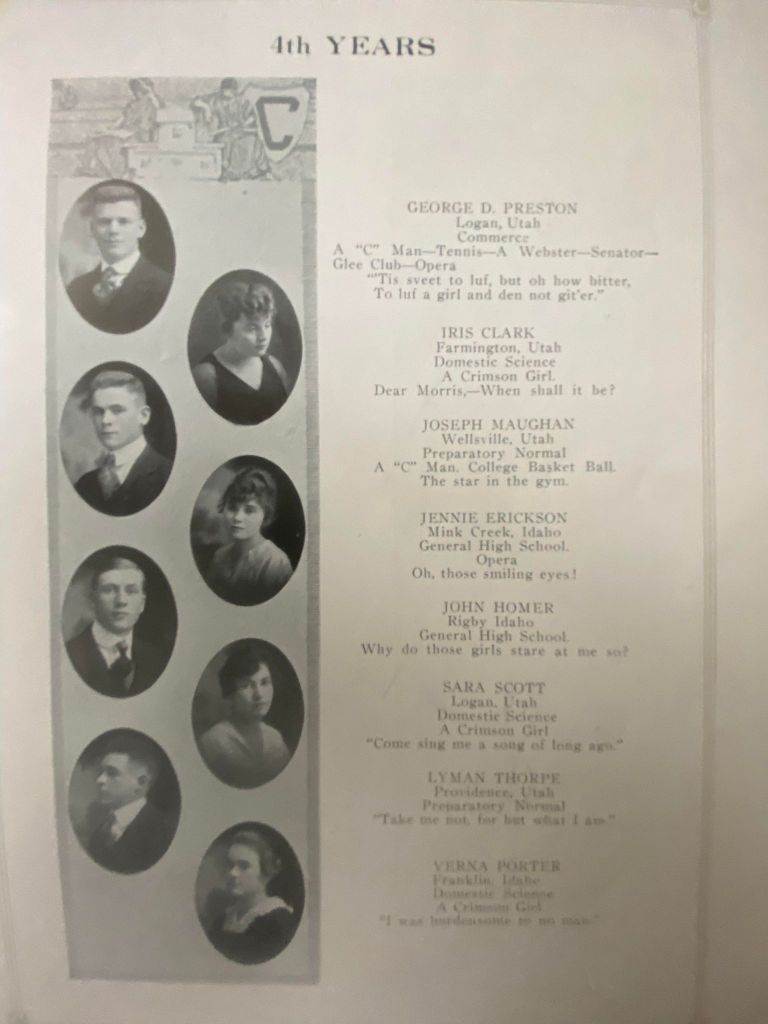 4th YEARS
C
GEORGE D. PRESTON
Logan, Utah
Commerce
A "C" Man—Tennis—A Webster—Senator—
Glee Club—Opera
"'Tis sveet to luf, but oh how bitter,
To luf a girl and den not git'er."
IRIS CLARK
Farmington, Utah
Domestic Science
A Crimson Girl.
Dear Morris,—When shall it be?
JOSEPH MAUGHAN
Wellsville, Utah
Preparatory Normal
A "C" Man. College Basket Ball.
The star in the gym.
JENNIE ERICKSON
Mink Creek, Idaho
General High School.
Opera
Oh, those smiling eyes!
JOHN HOMER
Rigby Idaho
General High School.
Why do those girls stare at me so?
SARA SCOTT
Logan, Utah
Domestic Science
A Crimson Girl
"Come sing me a song of long ago."
LYMAN THORPE
Providence, Utah
Preparatory Normal
"Take me not, for but what I am"
VERNA PORTER
Franklin, Idaho
Domestic Science
A Crimson Girl
"I was burdensome to no man."